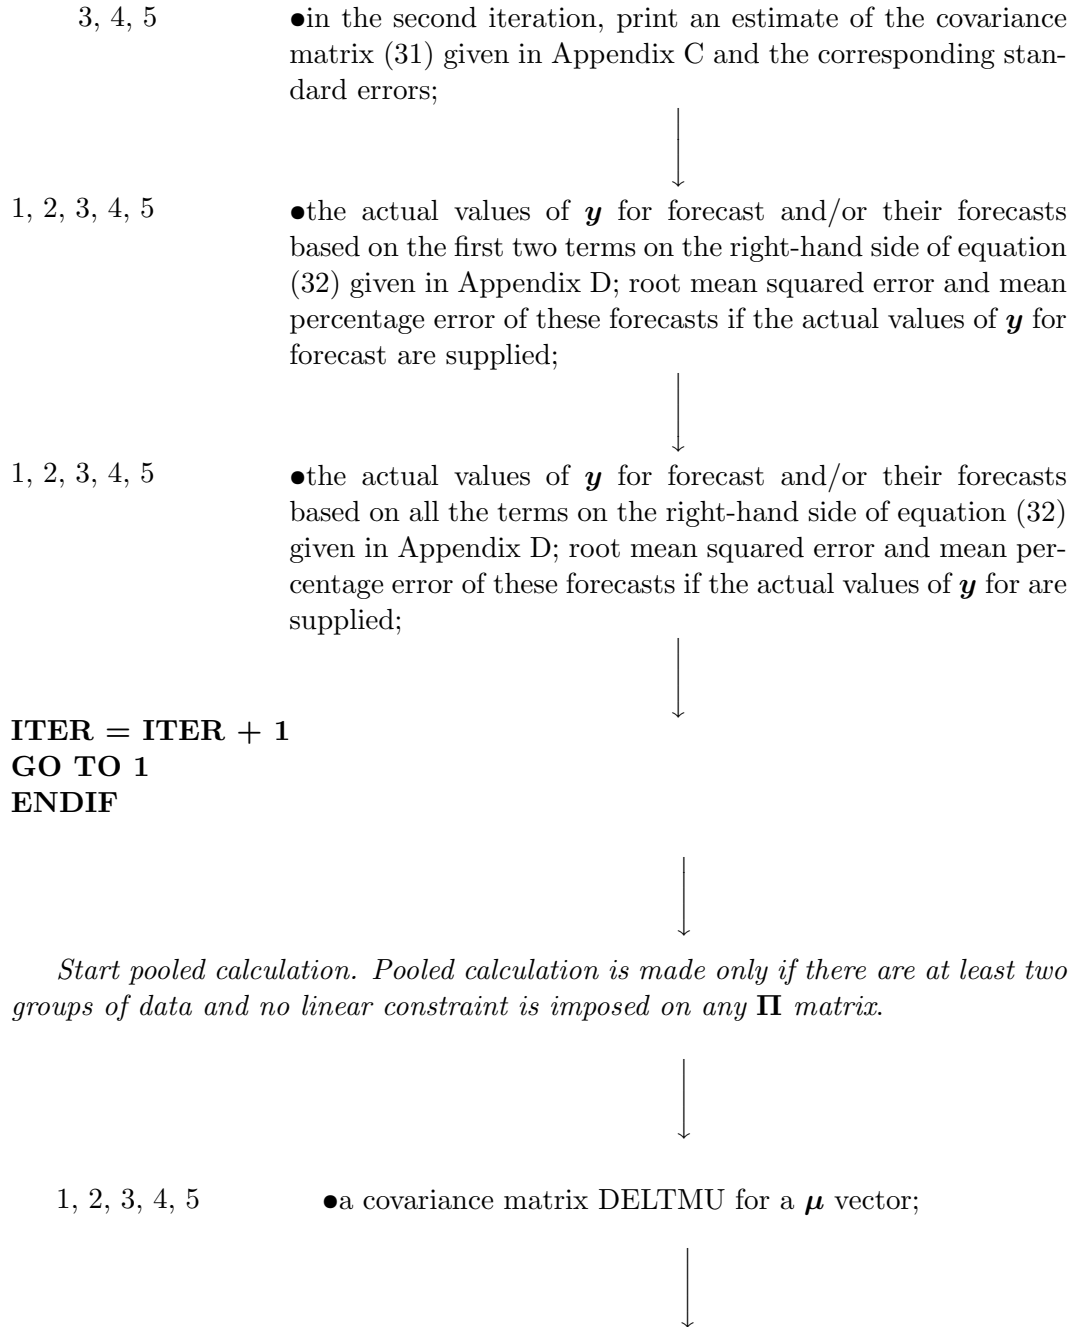 3, 4, 5 ●in the second iteration, print an estimate of the covariance
matrix (31) given in Appendix C and the corresponding stan-
dard errors;
1, 2, 3, 4, 5 ●the actual values of y for forecast and/or their forecasts
based on the first two terms on the right-hand side of equation
(32) given in Appendix D; root mean squared error and mean
percentage error of these forecasts if the actual values of y for
forecast are supplied;
1, 2, 3, 4, 5 ●the actual values of y for forecast and/or their forecasts
based on all the terms on the right-hand side of equation (32)
given in Appendix D; root mean squared error and mean per-
centage error of these forecasts if the actual values of y for are
supplied;
ITER = ITER + 1
GO TO 1
ENDIF
Start pooled calculation. Pooled calculation is made only if there are at least two
groups of data and no linear constraint is imposed on any Π matrix.
1, 2, 3, 4, 5 ●a covariance matrix DELTMU for a μ vector;